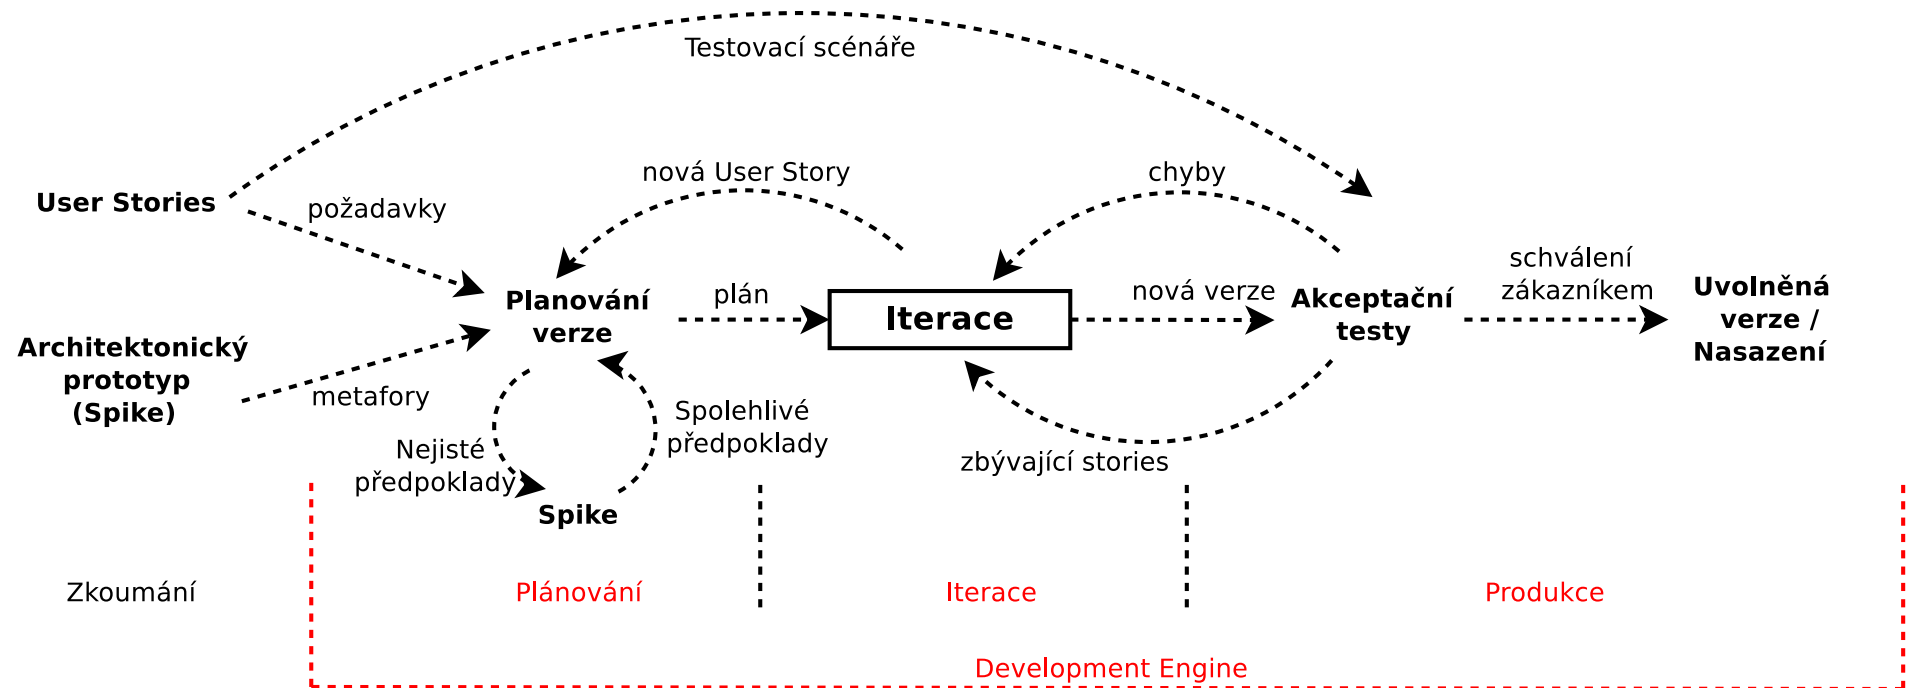 Testovací scénáře
nová User Story
chyby
User Stories
požadavky
schválení
zákazníkem
plán
nová verze
Planování
verze
Iterace
Akceptační
testy
Uvolněná
verze /
Nasazení
Architektonický
prototyp
(Spike)
metafory
Spolehlivé
předpoklady
Nejisté
předpoklady
zbývající stories
Spike
Zkoumání
Plánování
Iterace
Produkce
Development Engine